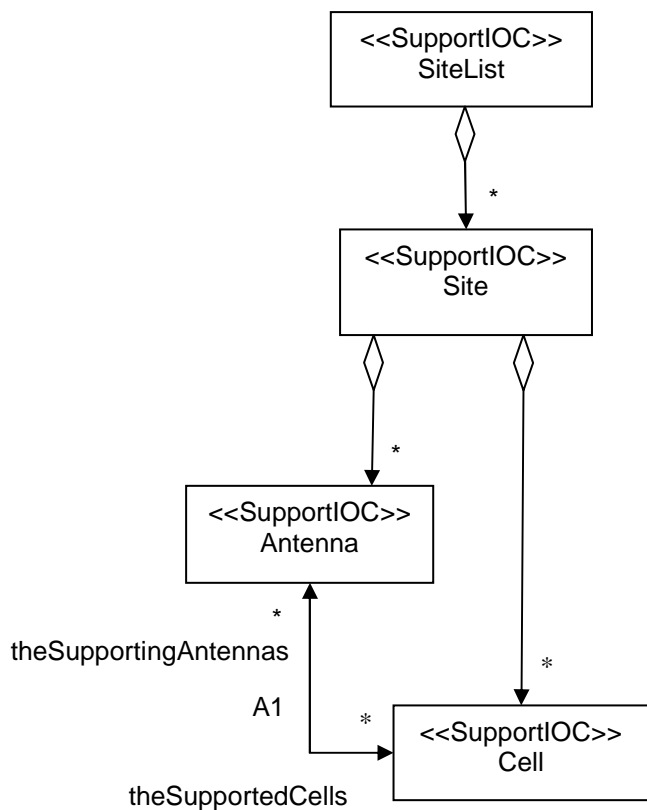 <<SupportIOC>>
SiteList
*
<<SupportIOC>>
Site
*
<<SupportIOC>>
Antenna
*
theSupportingAntennas
*
A1
*
<<SupportIOC>>
Cell
theSupportedCells